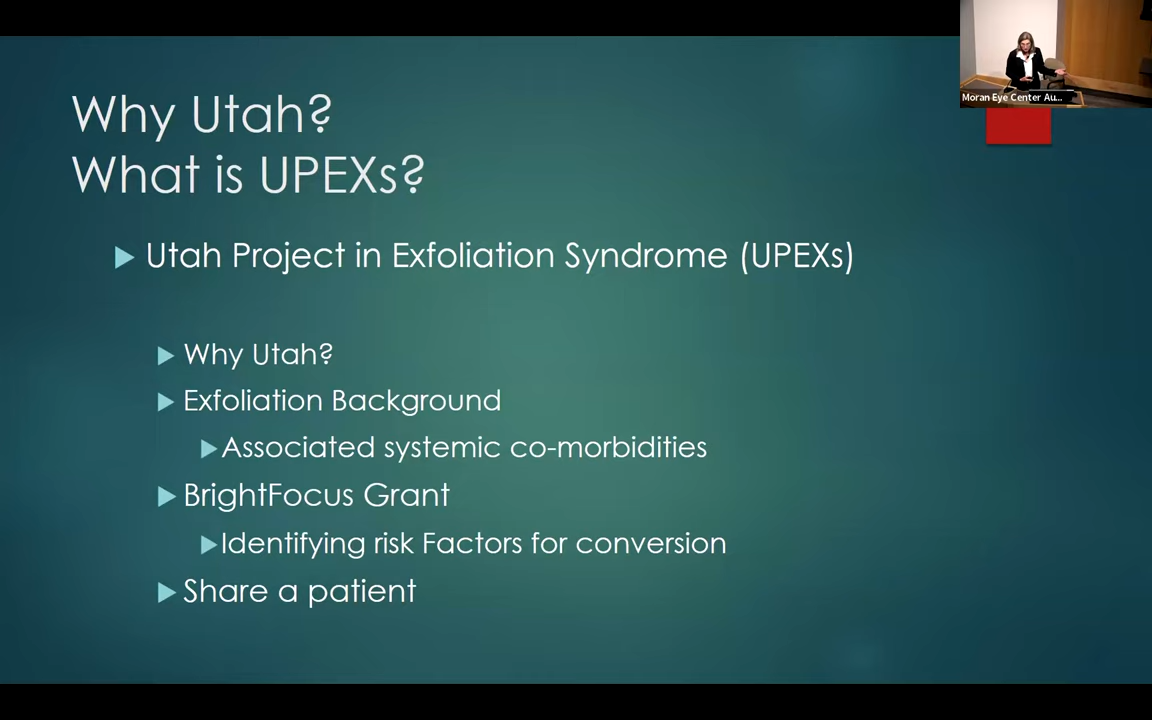 Why Utah?
What is UPEXs?
Utah Project in Exfoliation Syndrome (UPEXs)
Why Utah?
Exfoliation Background
Associated systemic co-morbidities
BrightFocus Grant
Identifying risk Factors for conversion
Share a patient
Moran Eye Center Au...